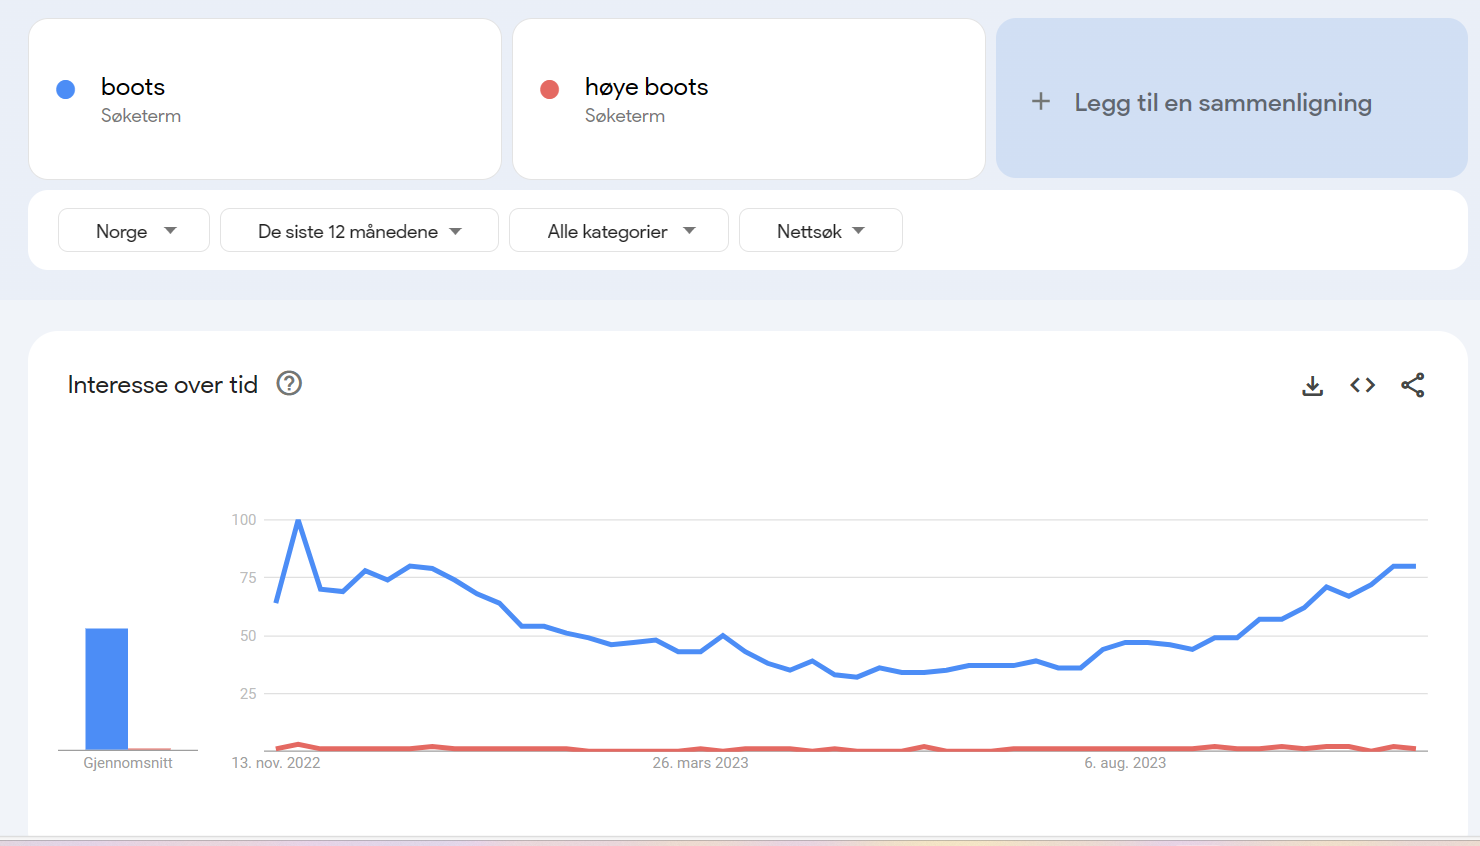 boots
Søketerm
høye boots
Søketerm
+ Legg til en sammenligning
Norge
De siste 12 månedene
Alle kategorier
Nettsøk
Interesse over tid
100
75
50
25
Gjennomsnitt
13. nov. 2022
26. mars 2023
6. aug. 2023